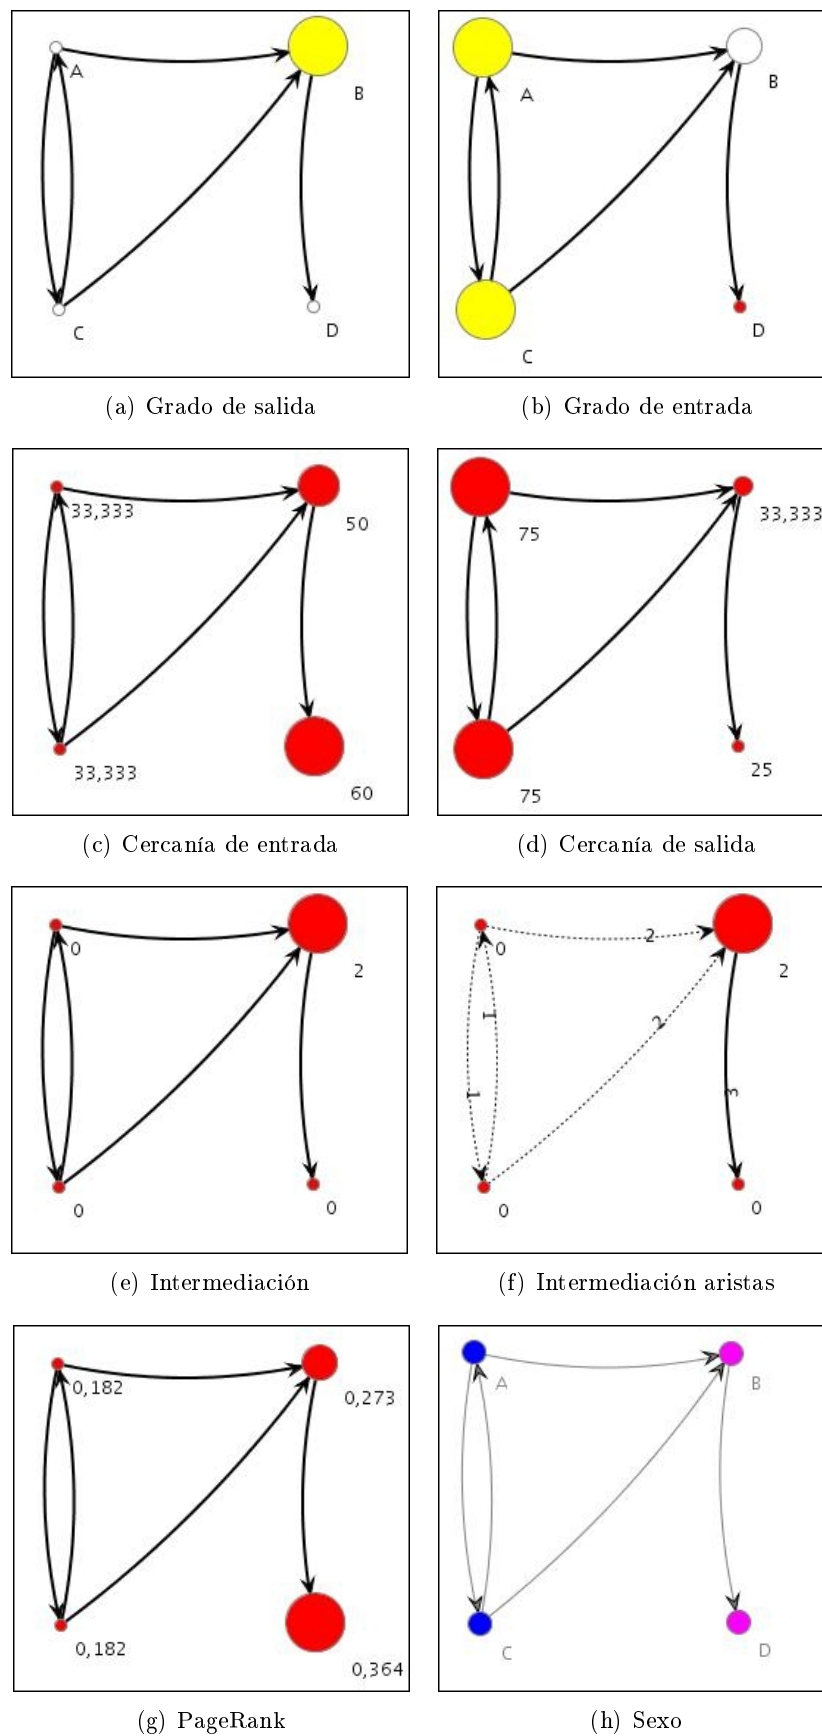 A
B
C
D
(a) Grado de salida
A
B
C
D
(b) Grado de entrada
33,333
50
33,333
60
(c) Cercanía de entrada
75
33,333
75
25
(d) Cercanía de salida
0
2
0
0
(e) Intermediación
0
2
2
1
2
1
3
0
0
(f) Intermediación aristas
0,182
0,273
0,182
0,364
(g) PageRank
A
B
C
D
(h) Sexo